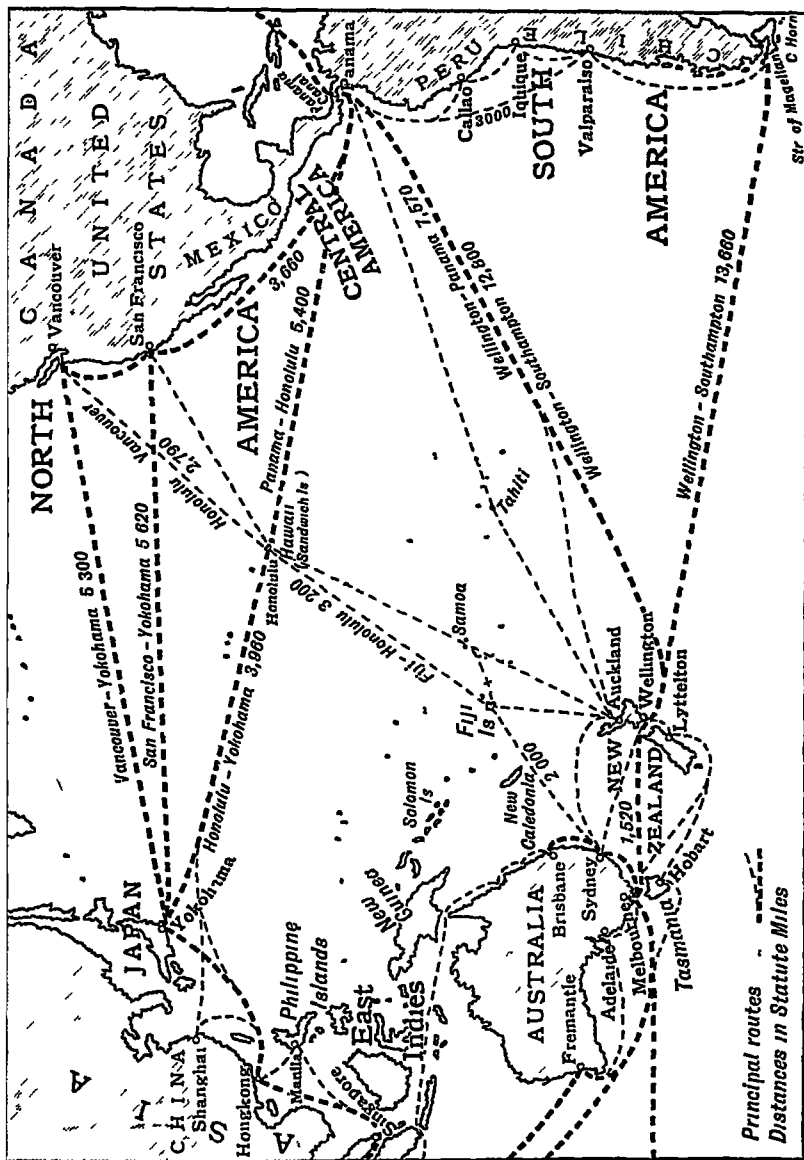 NORTH
CANADA
Vancouver
UNITED
San Francisco
STATES
AMERICA
MEXICO
CENTRAL
AMERICA
3,660
Panama
Canal
Panama
PERU
Callao
3000
Iquique
SOUTH
CHILE
Valparaiso
AMERICA
Str of Magellan
C Horn
Vancouver-Yokohama 5 300
San Francisco-Yokohama 5 620
Honolulu
Vancouver
2,790
Honolulu-Yokohama 3,960
Panama-Honolulu 5,400
Honolulu
Hawaii
(Sandwich Is)
Fiji-Honolulu 3 200
Samoa
Tahiti
Wellington-Panama 7,570
Wellington Southampton 12,800
Wellington-Southampton 13,660
ASIA
CHINA
JAPAN
Yokohama
Shanghai
Hongkong
Manila
Philippine
Islands
Singapore
East
Indies
New
Guinea
Solomon
Is
New
Caledonia
Fiji
Is
2,000
AUSTRALIA
Fremantle
Adelaide
Melbourne
Sydney
Brisbane
Tasmania
Hobart
1,520
NEW
ZEALAND
Auckland
Wellington
Lyttelton
Principal routes
Distances in Statute Miles